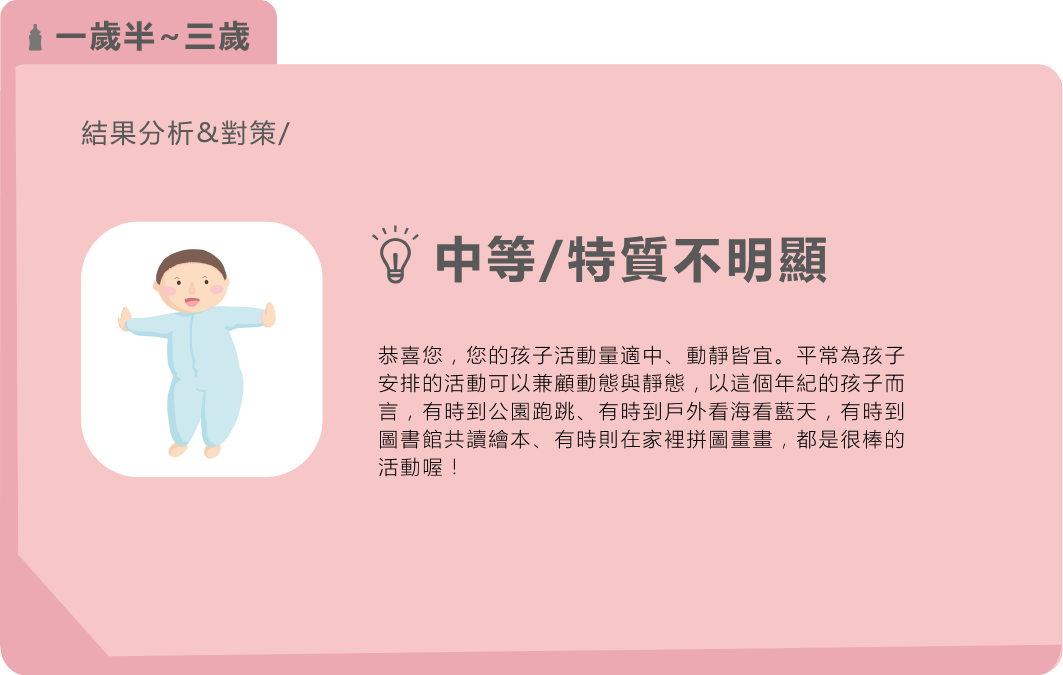 一歲半~三歲
結果分析&對策/
中等/特質不明顯
恭喜您，您的孩子活動量適中、動靜皆宜。平常為孩子
安排的活動可以兼顧動態與靜態，以這個年紀的孩子而
言，有時到公園跑跳、有時到戶外看海看藍天，有時到
圖書館共讀繪本、有時則在家裡拼圖畫畫，都是很棒的
活動喔！